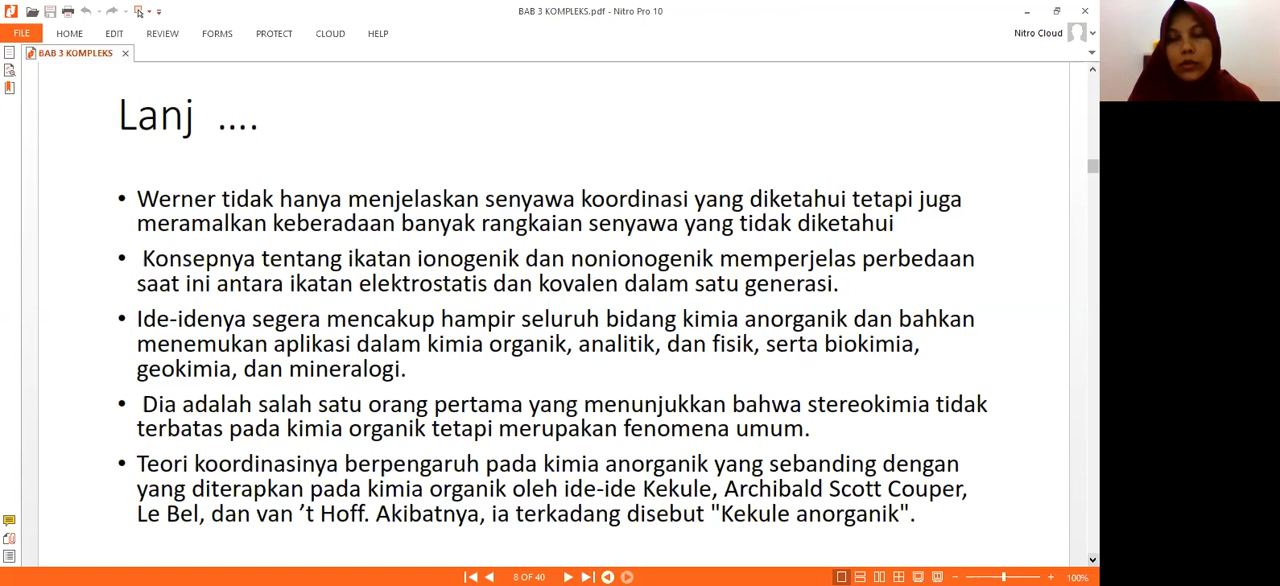 BAB 3 KOMPLEKS.pdf - Nitro Pro 10
FILE HOME EDIT REVIEW FORMS PROTECT CLOUD HELP Nitro Cloud
BAB 3 KOMPLEKS
Lanj ....
• Werner tidak hanya menjelaskan senyawa koordinasi yang diketahui tetapi juga
meramalkan keberadaan banyak rangkaian senyawa yang tidak diketahui
• Konsepnya tentang ikatan ionogenik dan nonionogenik memperjelas perbedaan
saat ini antara ikatan elektrostatis dan kovalen dalam satu generasi.
• Ide-idenya segera mencakup hampir seluruh bidang kimia anorganik dan bahkan
menemukan aplikasi dalam kimia organik, analitik, dan fisik, serta biokimia,
geokimia, dan mineralogi.
• Dia adalah salah satu orang pertama yang menunjukkan bahwa stereokimia tidak
terbatas pada kimia organik tetapi merupakan fenomena umum.
• Teori koordinasinya berpengaruh pada kimia anorganik yang sebanding dengan
yang diterapkan pada kimia organik oleh ide-ide Kekule, Archibald Scott Couper,
Le Bel, dan van ’t Hoff. Akibatnya, ia terkadang disebut "Kekule anorganik".
8 OF 40
100%